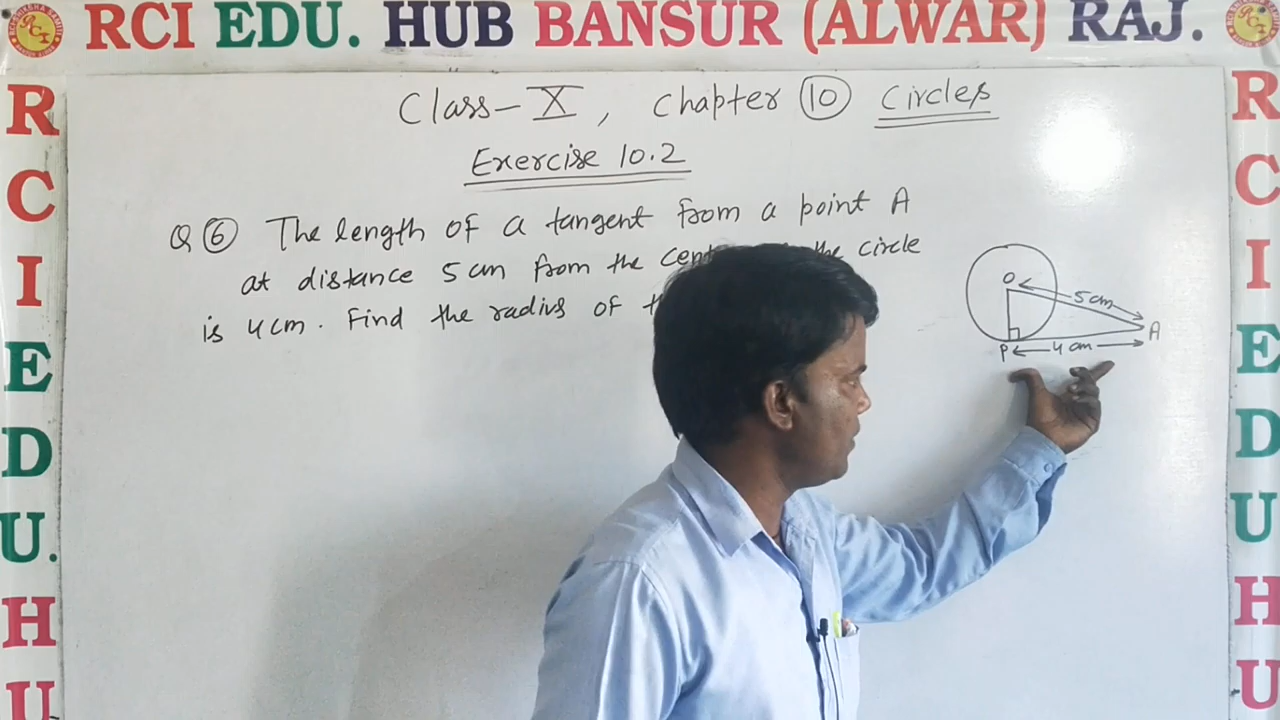 RCI EDU. HUB BANSUR (ALWAR) RAJ.
Class-X, Chapter 10 Circles
Exercise 10.2
Q 6 The length of a tangent from a point A
at distance 5 cm from the circle
is 4 cm. Find the radius of
O
5 cm
A
P
4 cm
R
C
I
E
D
U.
H
U
R
C
I
E
D
U
H
U